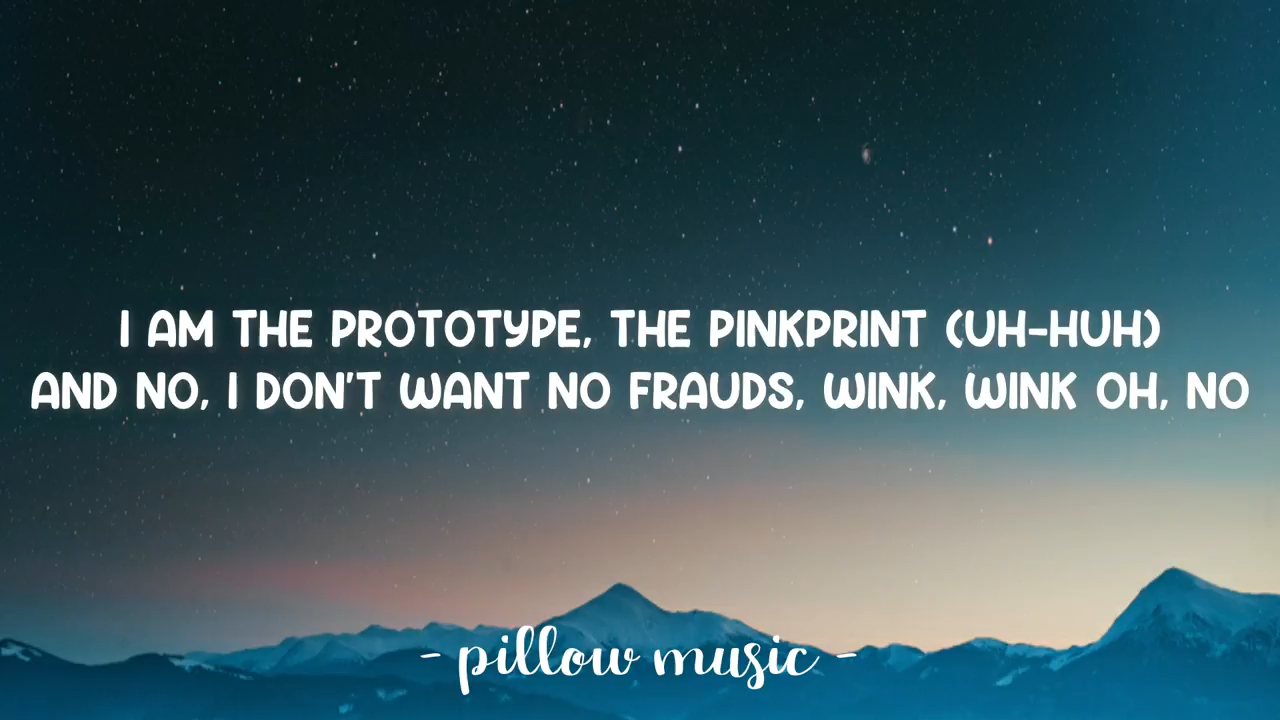 I AM THE PROTOTYPE, THE PINKPRINT (UH-HUH)
AND NO, I DON'T WANT NO FRAUDS, WINK, WINK OH, NO
- pillow music -